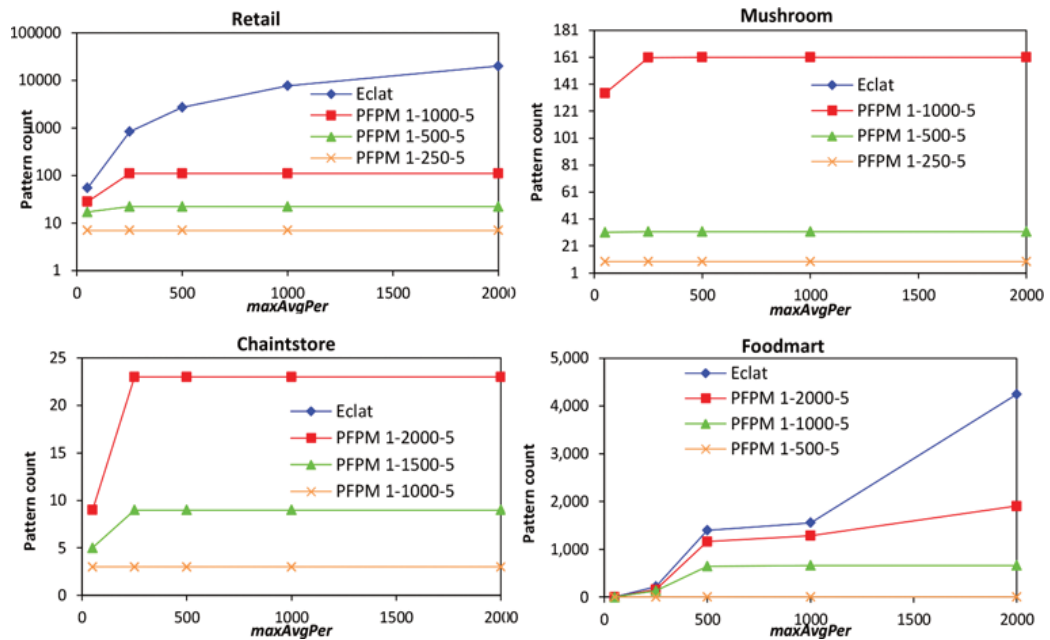 Retail
Pattern count
100000
10000
1000
100
10
1
Eclat
PFPM 1-1000-5
PFPM 1-500-5
PFPM 1-250-5
0
500
1000
1500
2000
maxAvgPer
Mushroom
Pattern count
181
161
141
121
101
81
61
41
21
1
Eclat
PFPM 1-1000-5
PFPM 1-500-5
PFPM 1-250-5
0
500
1000
1500
2000
maxAvgPer
Chaintstore
Pattern count
25
20
15
10
5
0
Eclat
PFPM 1-2000-5
PFPM 1-1500-5
PFPM 1-1000-5
0
500
1000
1500
2000
maxAvgPer
Foodmart
Pattern count
5,000
4,000
3,000
2,000
1,000
0
Eclat
PFPM 1-2000-5
PFPM 1-1000-5
PFPM 1-500-5
0
500
1000
1500
2000
maxAvgPer